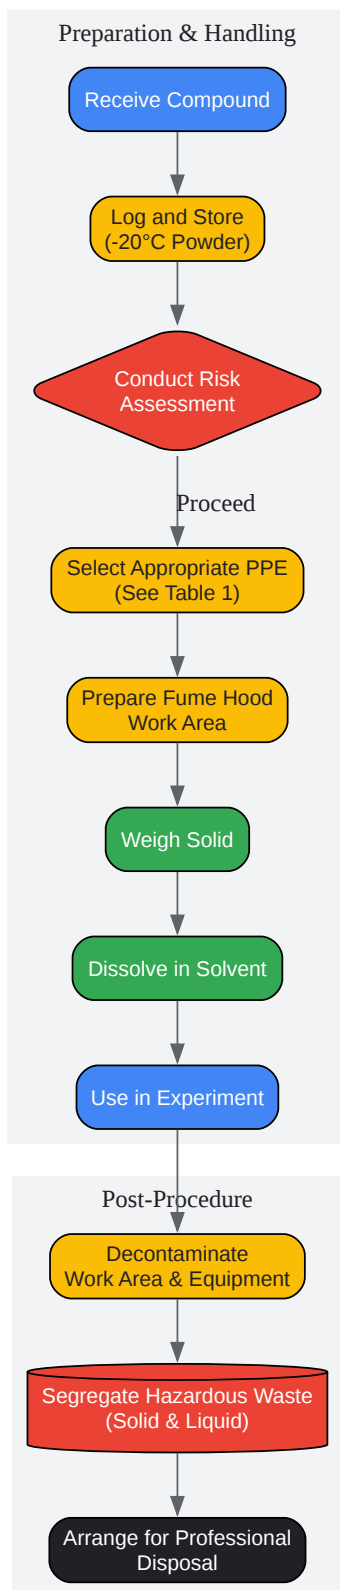 Preparation & Handling
Receive Compound
Log and Store
(-20°C Powder)
Conduct Risk
Assessment
Proceed
Select Appropriate PPE
(See Table 1)
Prepare Fume Hood
Work Area
Weigh Solid
Dissolve in Solvent
Use in Experiment
Post-Procedure
Decontaminate
Work Area & Equipment
Segregate Hazardous Waste
(Solid & Liquid)
Arrange for Professional
Disposal